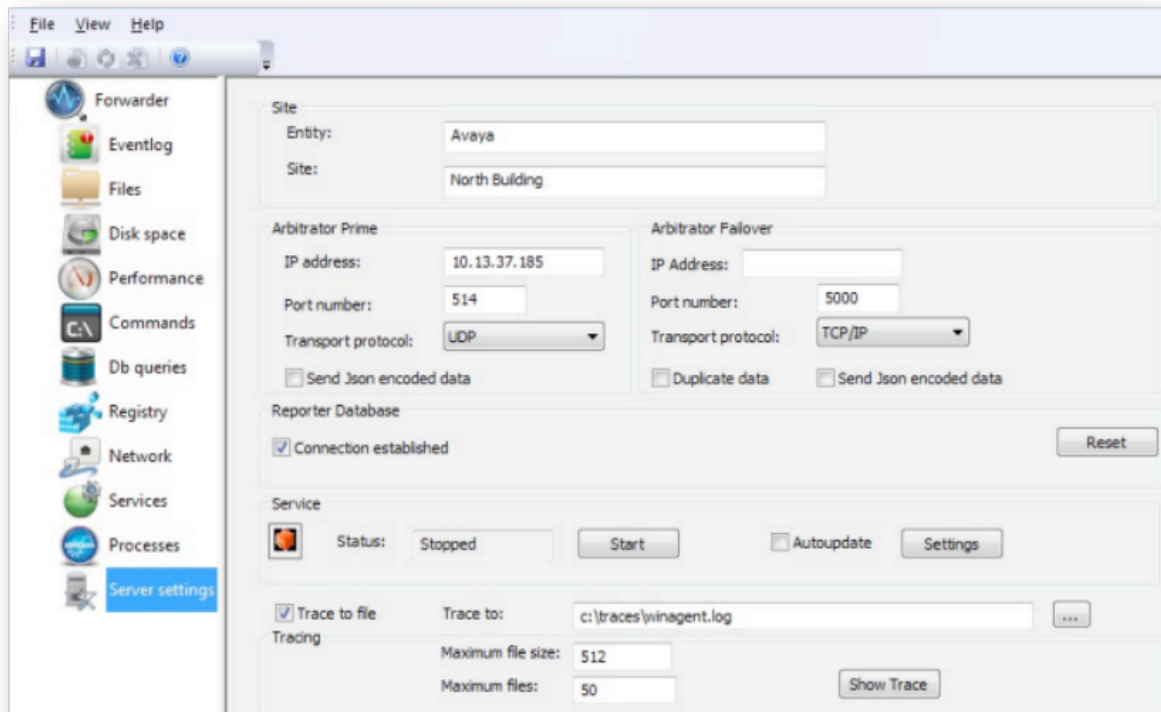 File View Help
Forwarder
Eventlog
Files
Disk space
Performance
C:\
Commands
Db queries
Registry
Network
Services
Processes
Server settings
Site
Entity: Avaya
Site: North Building
Arbitrator Prime
IP address: 10.13.37.185
Port number: 514
Transport protocol: UDP
Send Json encoded data
Arbitrator Failover
IP Address:
Port number: 5000
Transport protocol: TCP/IP
Duplicate data Send Json encoded data
Reporter Database
Connection established Reset
Service
Status: Stopped Start Autoupdate Settings
Trace to file Trace to: c:\traces\winagent.log ...
Tracing
Maximum file size: 512
Maximum files: 50 Show Trace